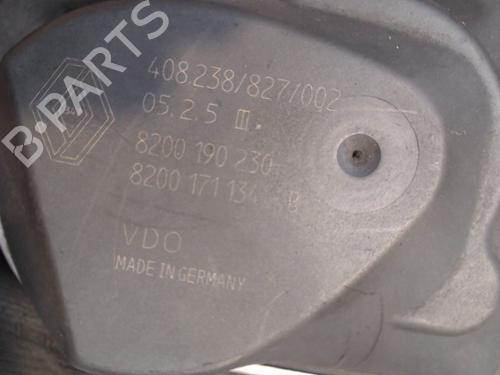 B-PARTS
408.238/827/002
05.2.5 III.
8200 190 230
8200 171 134
VDO
MADE IN GERMANY